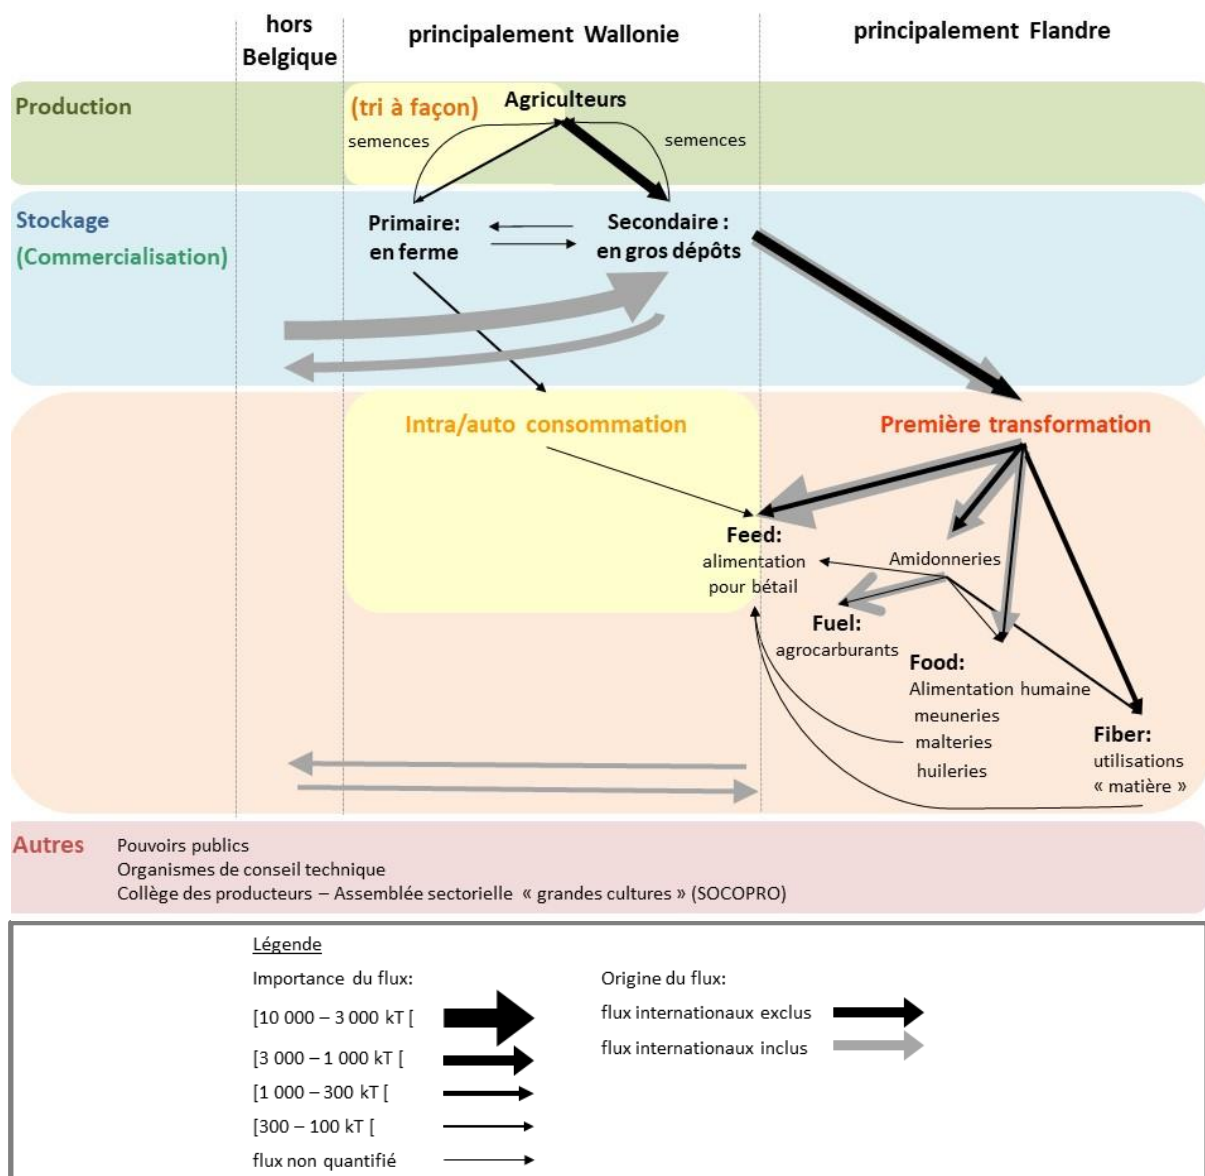 hors
Belgique
principalement Wallonie
principalement Flandre
Production
(tri à façon)
Agriculteurs
semences
semences
Stockage
(Commercialisation)
Primaire:
en ferme
Secondaire :
en gros dépôts
Intra/auto consommation
Première transformation
Feed:
alimentation
pour bétail
Amidonneries
Fuel:
agrocarburants
Food:
Alimentation humaine
meuneries
malteries
huileries
Fiber:
utilisations
« matière »
Autres
Pouvoirs publics
Organismes de conseil technique
Collège des producteurs – Assemblée sectorielle « grandes cultures » (SOCOPRO)
Légende
Importance du flux:
[10 000 – 3 000 kT [
[3 000 – 1 000 kT [
[1 000 – 300 kT [
[300 – 100 kT [
flux non quantifié
Origine du flux:
flux internationaux exclus
flux internationaux inclus